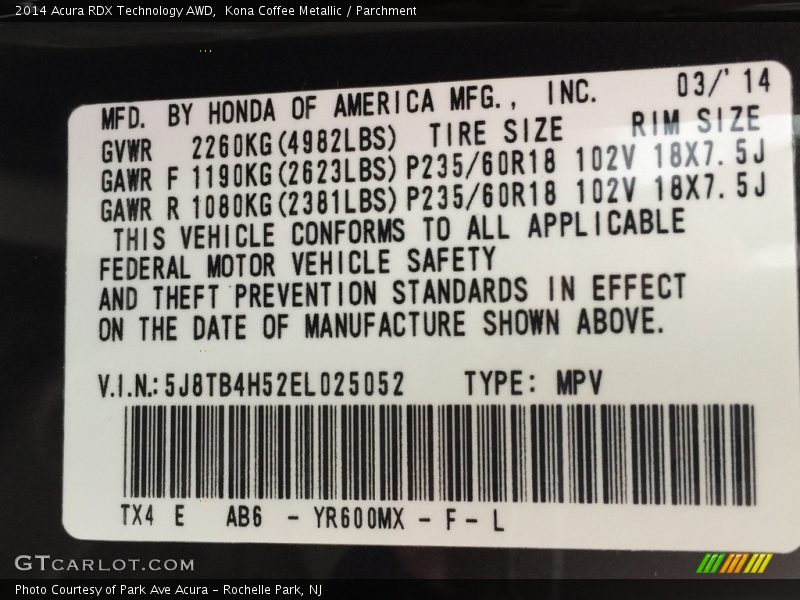 2014 Acura RDX Technology AWD,  Kona Coffee Metallic / Parchment
MFD. BY HONDA OF AMERICA MFG., INC. 03/'14
GVWR 2260KG(4982LBS) TIRE SIZE RIM SIZE
GAWR F 1190KG(2623LBS) P235/60R18 102V 18X7.5J
GAWR R 1080KG(2381LBS) P235/60R18 102V 18X7.5J
THIS VEHICLE CONFORMS TO ALL APPLICABLE
FEDERAL MOTOR VEHICLE SAFETY
AND THEFT PREVENTION STANDARDS IN EFFECT
ON THE DATE OF MANUFACTURE SHOWN ABOVE.
V.I.N.: 5J8TB4H52EL025052 TYPE: MPV
TX4 E AB6 - YR600MX - F - L
GTCARLOT.COM
Photo Courtesy of Park Ave Acura - Rochelle Park, NJ